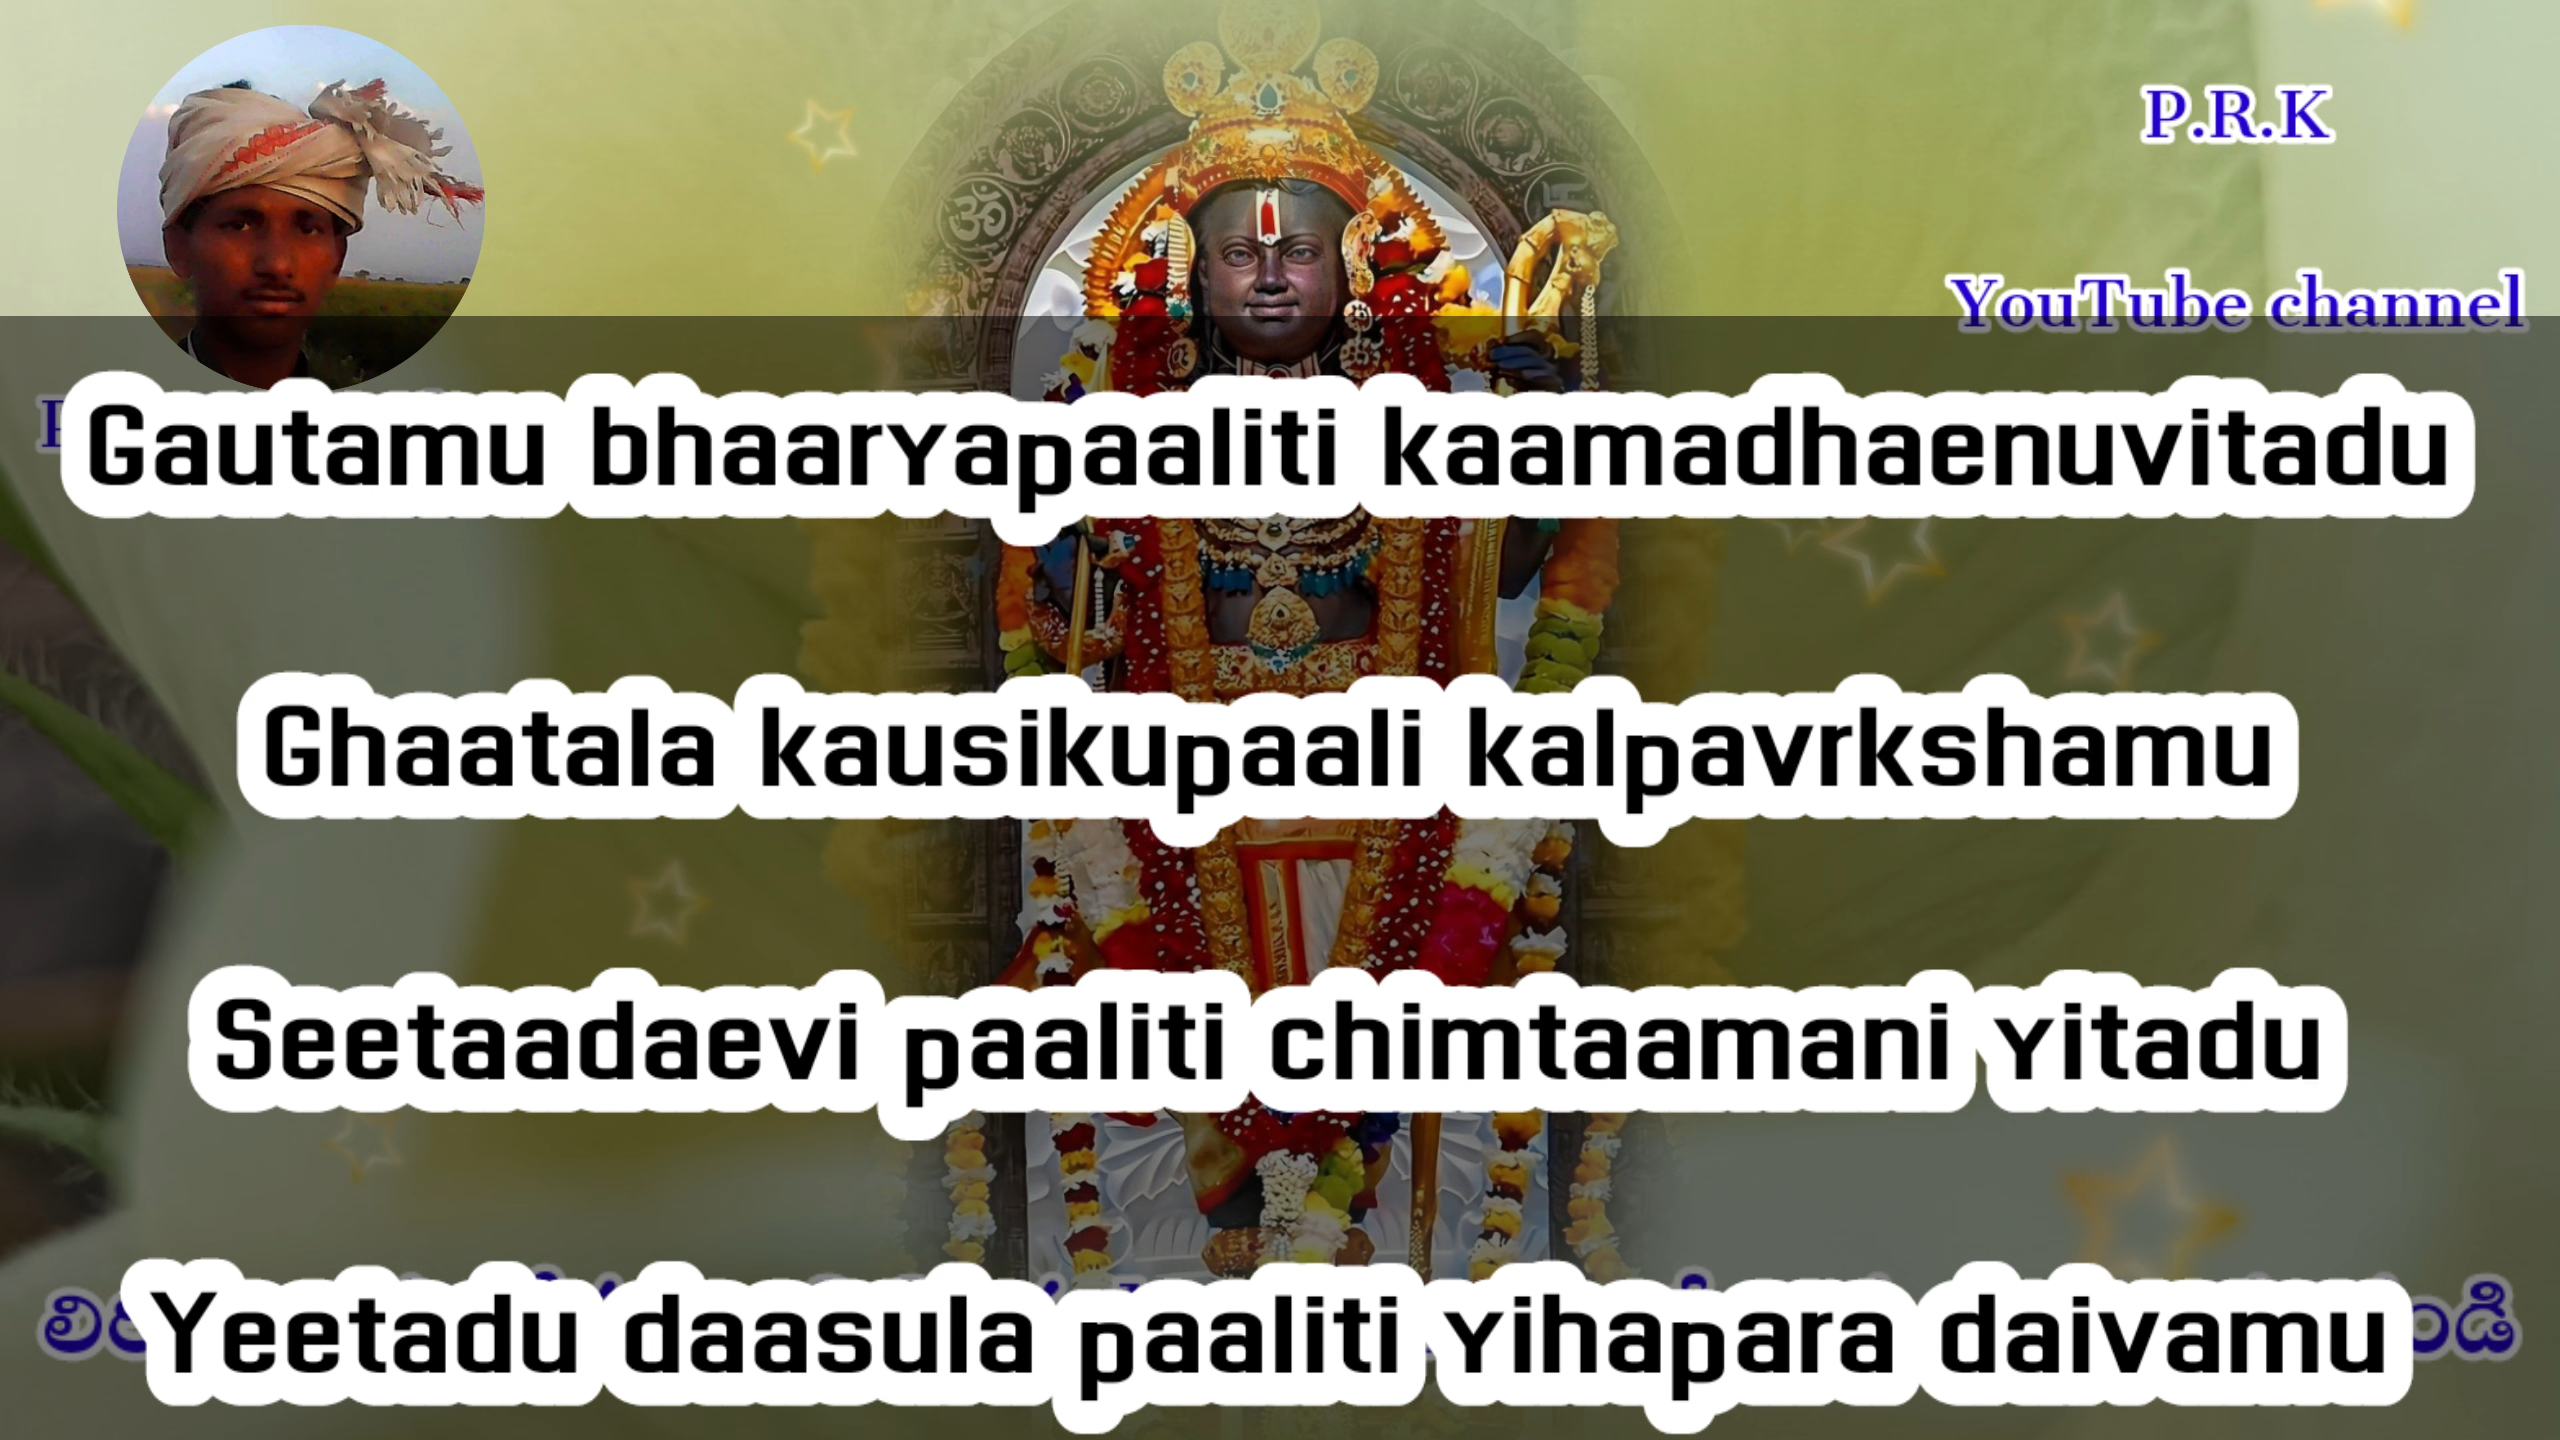 P.R.K
YouTube channel
Gautamu bhaaryapaaliti kaamadhaenuvitadu
Ghaatala kausikupaali kalpavrkshamu
Seetaadaevi paaliti chimtaamani yitadu
Yeetadu daasula paaliti yihapara daivamu